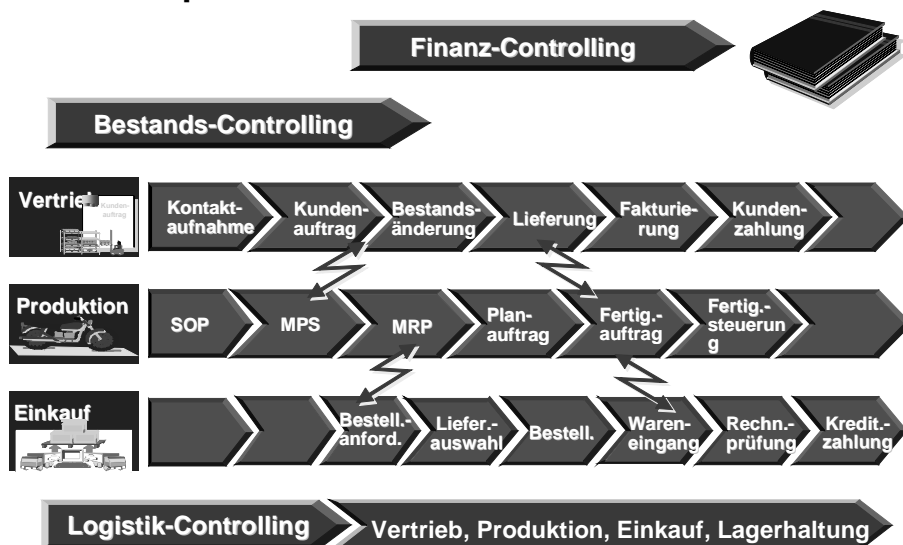 Finanz-Controlling
Bestands-Controlling
Vertrieb
Kunden-
auftrag
Kontakt-
aufnahme
Kunden-
auftrag
Bestands-
änderung
Lieferung
Fakturie-
rung
Kunden-
zahlung
Produktion
SOP
MPS
MRP
Plan-
auftrag
Fertig.-
auftrag
Fertig.-
steuerun
g
Einkauf
Bestell.-
anford.
Liefer.-
auswahl
Bestell.
Waren-
eingang
Rechn.-
prüfung
Kredit.-
zahlung
Logistik-Controlling
Vertrieb, Produktion, Einkauf, Lagerhaltung